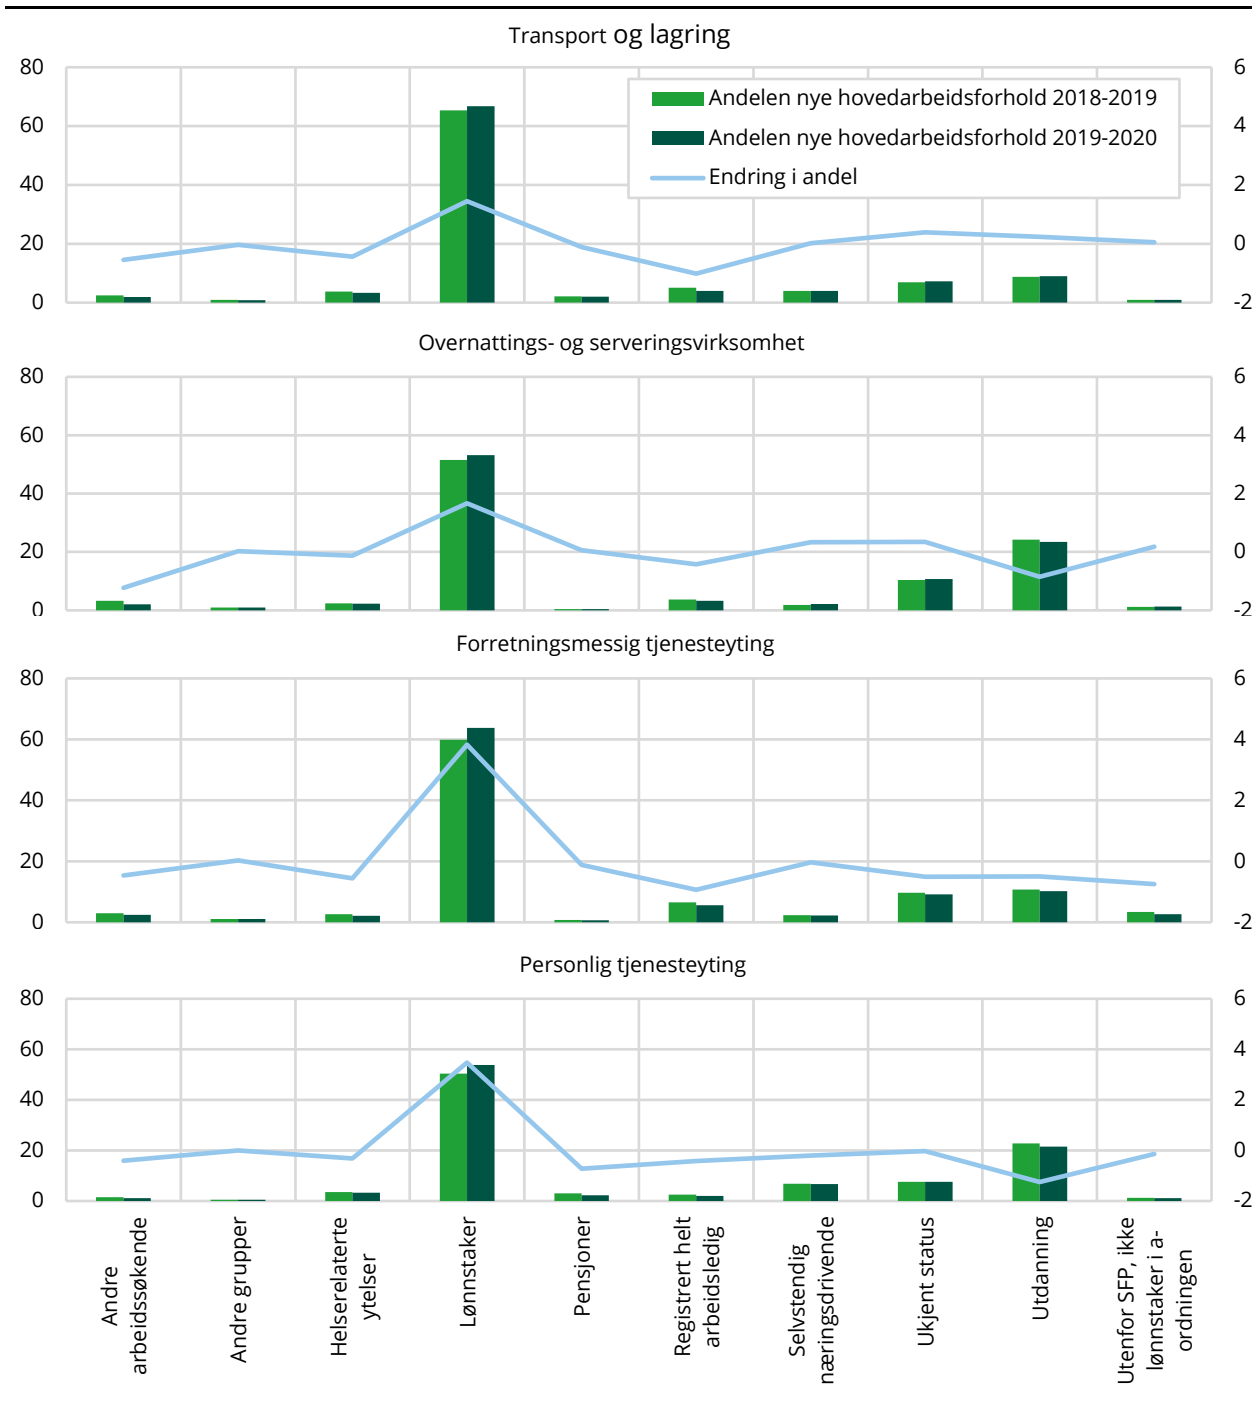 Transport og lagring
80
60
40
20
0
6
4
2
0
-2
Andelen nye hovedarbeidsforhold 2018-2019
Andelen nye hovedarbeidsforhold 2019-2020
Endring i andel
Overnattings- og serveringsvirksomhet
80
60
40
20
0
6
4
2
0
-2
Forretningsmessig tjenesteyting
80
60
40
20
0
6
4
2
0
-2
Personlig tjenesteyting
80
60
40
20
0
6
4
2
0
-2
Andre
arbeidssøkende
Andre grupper
Helserelaterte
ytelser
Lønnstaker
Pensjoner
Registrert helt
arbeidsledig
Selvstendig
næringsdrivende
Ukjent status
Utdanning
Utenfor SFP, ikke
lønnstaker i a-
ordningen